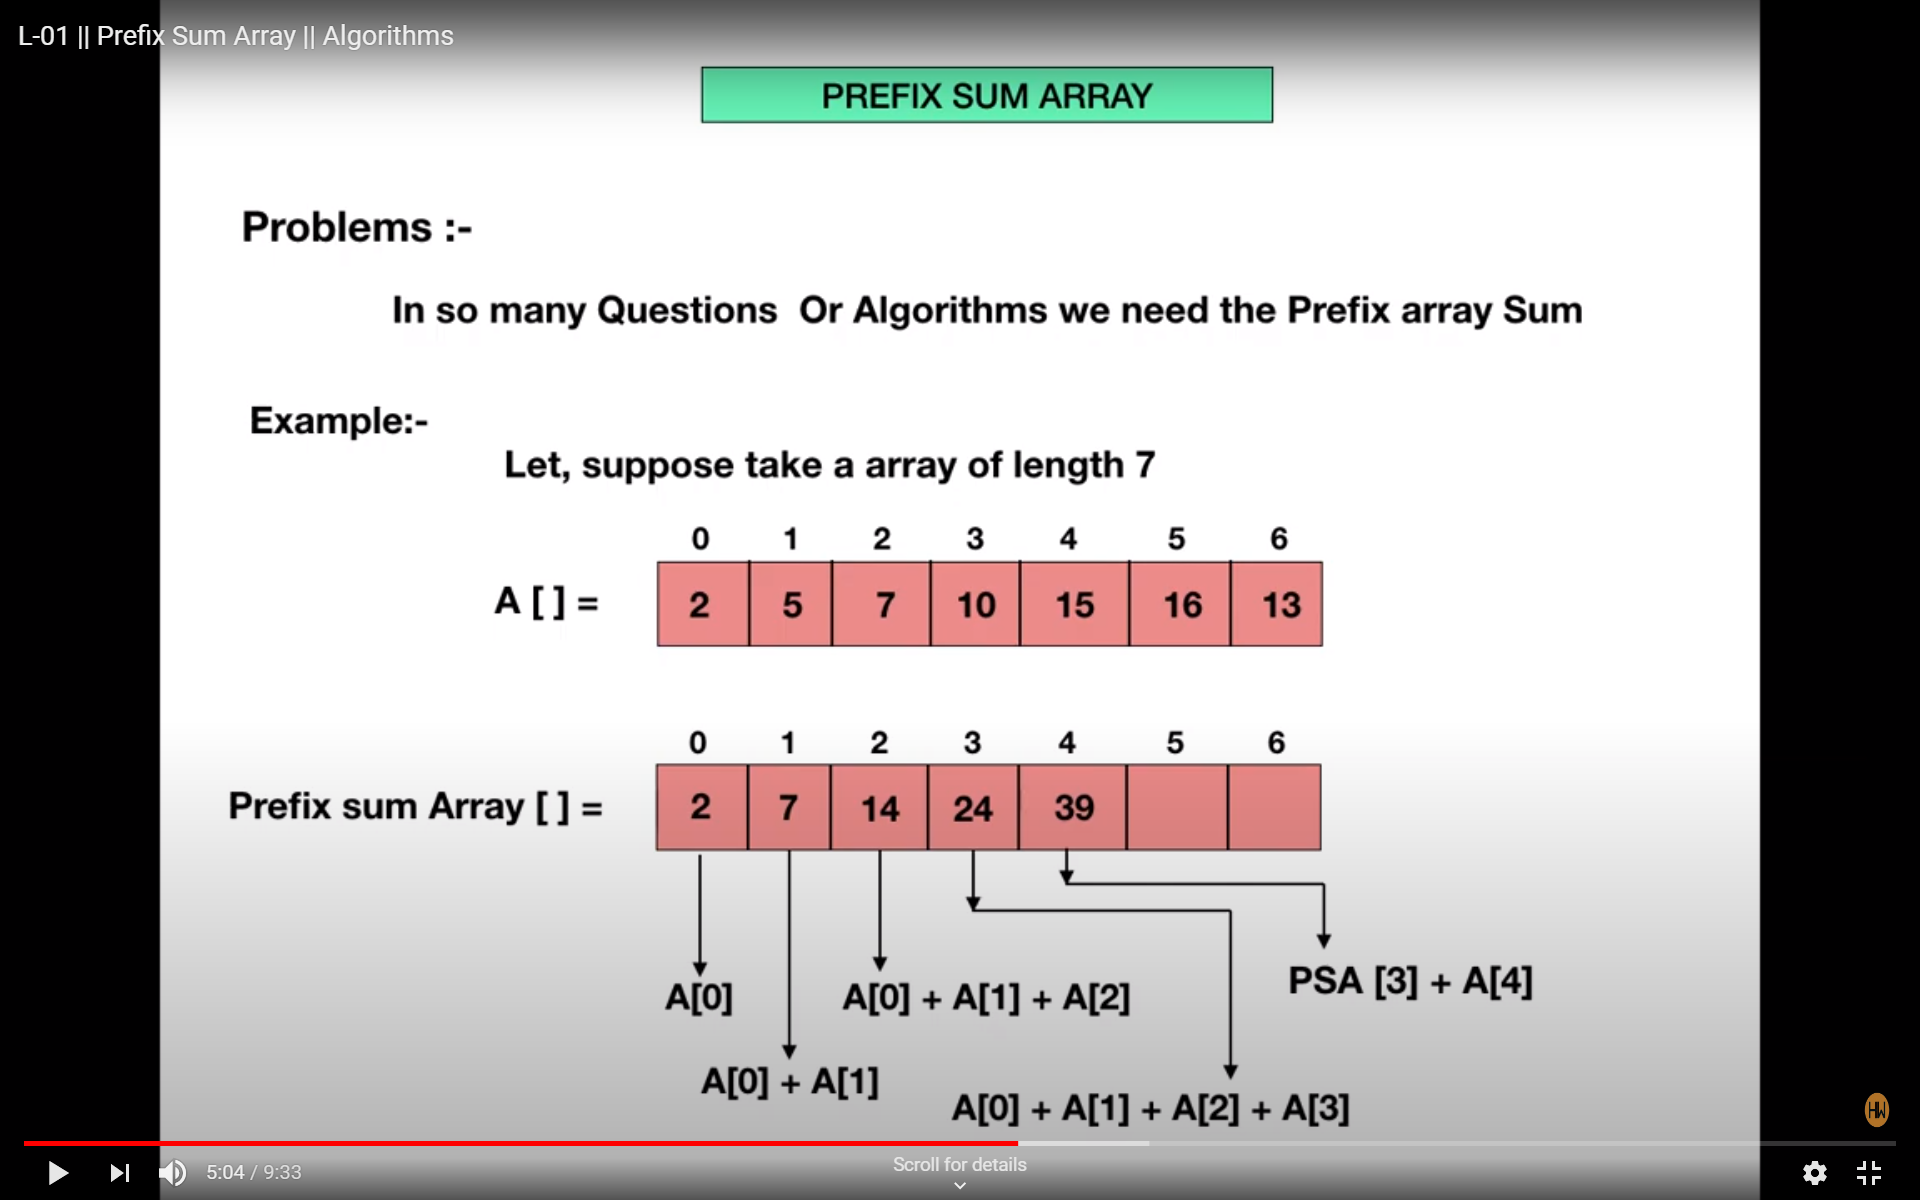 L-01 || Prefix Sum Array || Algorithms
PREFIX SUM ARRAY
Problems :-
In so many Questions Or Algorithms we need the Prefix array Sum
Example:-
Let, suppose take a array of length 7
0 1 2 3 4 5 6
A [ ] = 2 5 7 10 15 16 13
0 1 2 3 4 5 6
Prefix sum Array [ ] = 2 7 14 24 39
PSA [3] + A[4]
A[0] A[0] + A[1] + A[2]
A[0] + A[1]
A[0] + A[1] + A[2] + A[3]
HW
5:04 / 9:33
Scroll for details